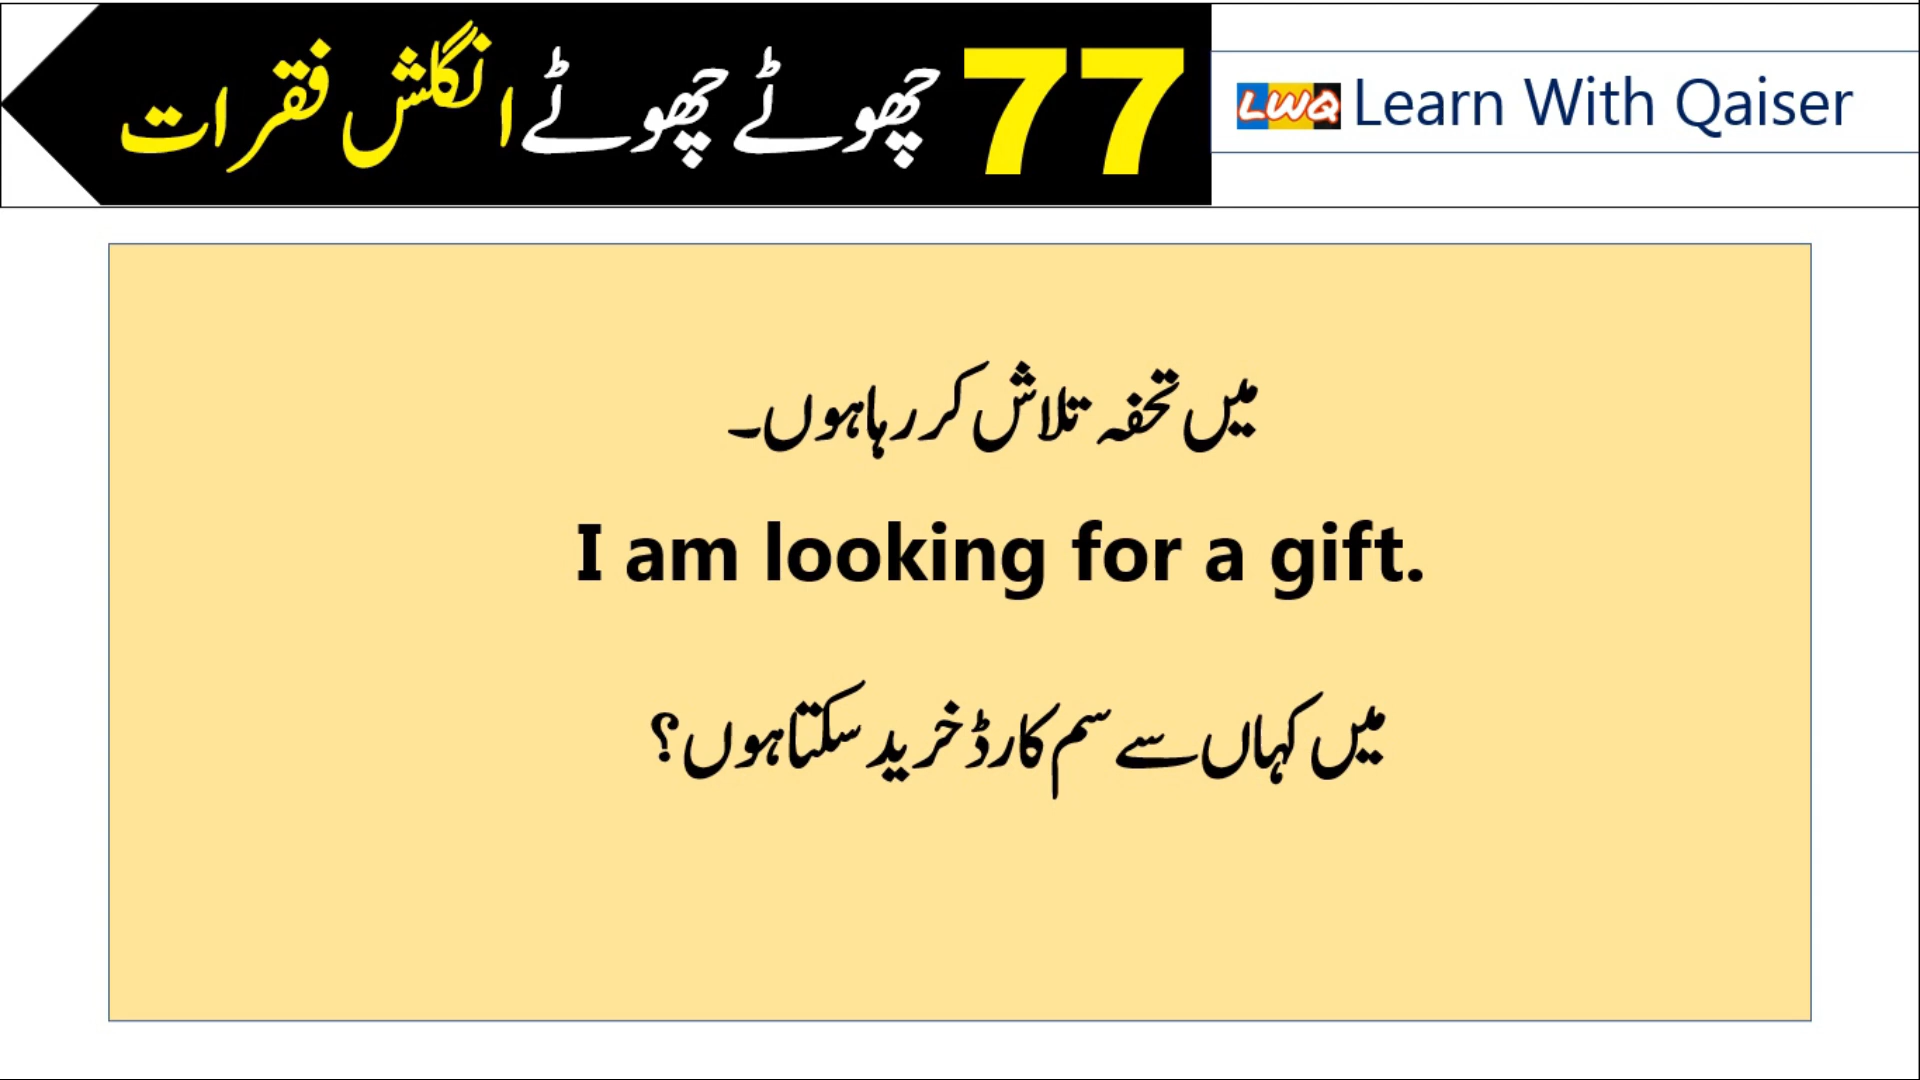 77 چھوٹے چھوٹے انگلش فقرات
LWQ Learn With Qaiser
میں تحفہ تلاش کر رہا ہوں۔
I am looking for a gift.
میں کہاں سے سم کارڈ خرید سکتا ہوں؟